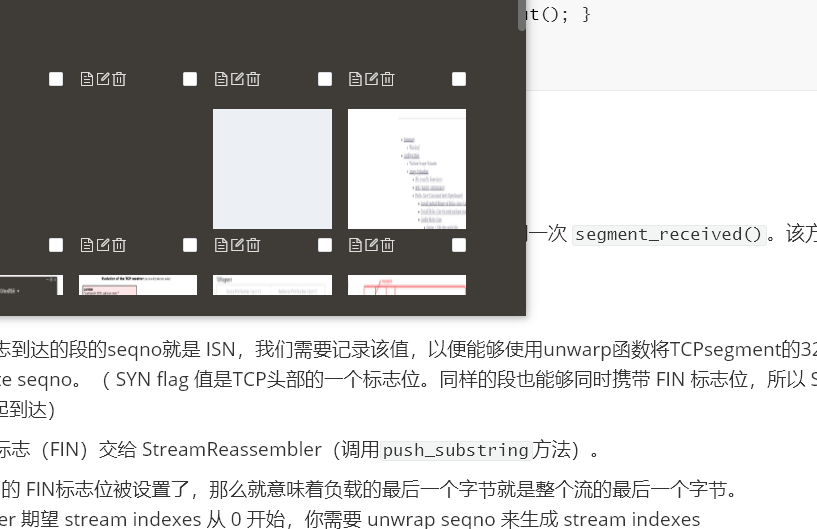 ut(); }
一次 segment_received()。该方
Evolution of the TCP receiver
志到达的段的seqno就是 ISN，我们需要记录该值，以便能够使用unwarp函数将TCPsegment的32
te seqno。（ SYN flag 值是TCP头部的一个标志位。同样的段也能够同时携带 FIN 标志位，所以 S
起到达）
标志（FIN）交给 StreamReassembler（调用push_substring方法）。
的 FIN标志位被设置了，那么就意味着负载的最后一个字节就是整个流的最后一个字节。
er 期望 stream indexes 从 0 开始，你需要 unwrap seqno 来生成 stream indexes